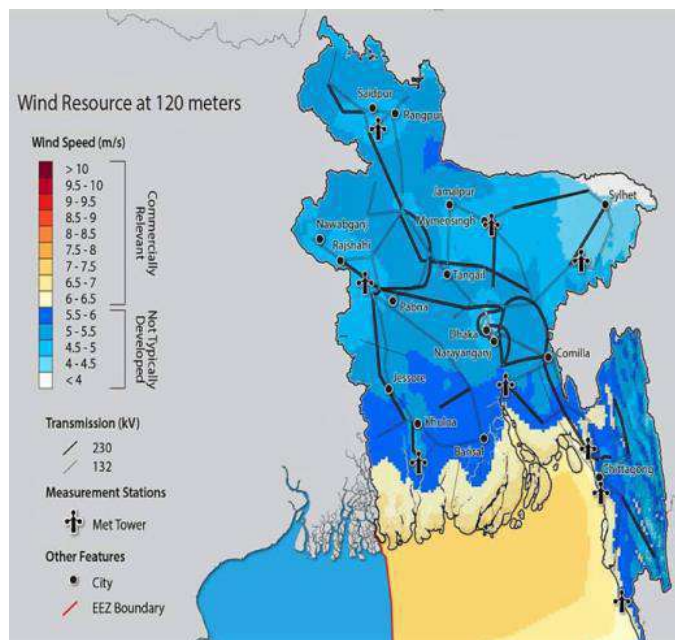 Wind Resource at 120 meters
Wind Speed (m/s)
> 10
9.5 - 10
9 - 9.5
8.5 - 9
8 - 8.5
7.5 - 8
7 - 7.5
6.5 - 7
6 - 6.5
5.5 - 6
5 - 5.5
4.5 - 5
4 - 4.5
< 4
Commercially
Relevant
Not Typically
Developed
Transmission (kV)
230
132
Measurement Stations
Met Tower
Other Features
City
EEZ Boundary
Saidpur
Rangpur
Jamalpur
Sylhet
Mymeosingh
Nawabganj
Rajshahi
Tangail
Pabna
Dhaka
Narayanganj
Comilla
Jessore
Khulna
Barisal
Chittagong